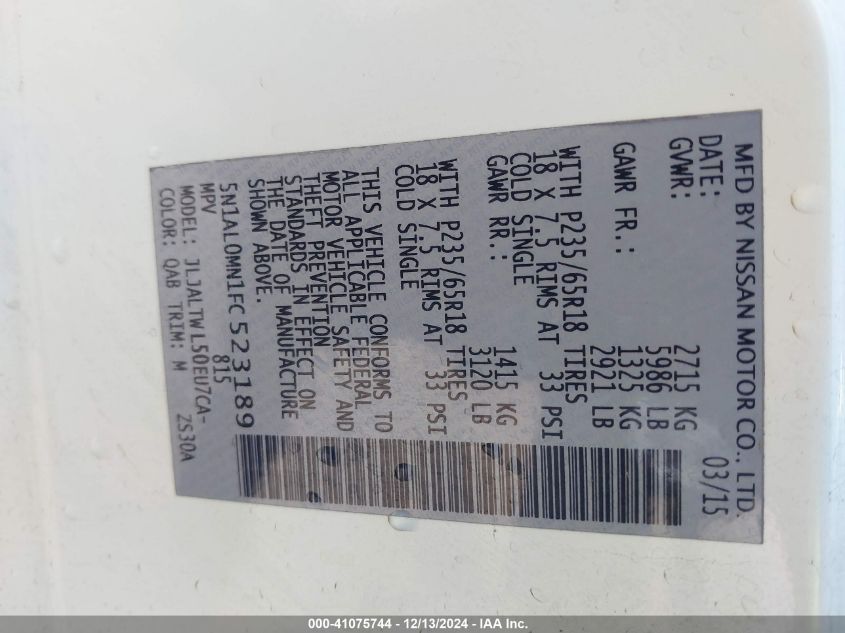 MFD BY NISSAN MOTOR CO., LTD.
DATE: 03/15
GVWR: 2715 KG
5986 LB
GAWR FR.: 1325 KG
2921 LB
WITH P235/65R18 TIRES
18 X 7.5 RIMS AT 33 PSI
COLD SINGLE
GAWR RR.: 1415 KG
3120 LB
WITH P235/65R18 TIRES
18 X 7.5 RIMS AT 33 PSI
COLD SINGLE
THIS VEHICLE CONFORMS TO
ALL APPLICABLE FEDERAL
MOTOR VEHICLE SAFETY AND
THEFT PREVENTION
STANDARDS IN EFFECT ON
THE DATE OF MANUFACTURE
SHOWN ABOVE.
5N1AL0MN1FC523189
MPV 815
MODEL: JLJALTWL50EU7CA-
COLOR: QAB TRIM: M ZS30A
000-41075744 - 12/13/2024 - IAA Inc.